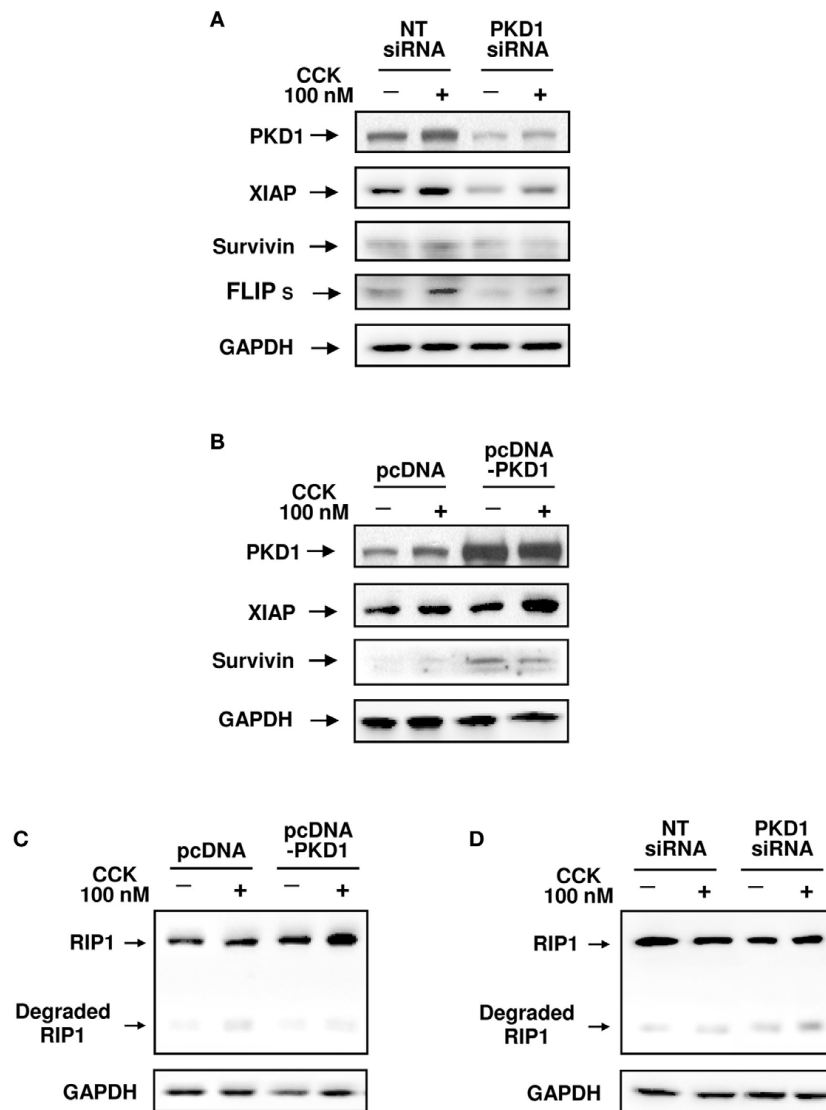 A
NT siRNA PKD1 siRNA
CCK 100 nM – + – +
PKD1
XIAP
Survivin
FLIP s
GAPDH
B
pcDNA pcDNA -PKD1
CCK 100 nM – + – +
PKD1
XIAP
Survivin
GAPDH
C
pcDNA pcDNA -PKD1
CCK 100 nM – + – +
RIP1
Degraded RIP1
GAPDH
D
NT siRNA PKD1 siRNA
CCK 100 nM – + – +
RIP1
Degraded RIP1
GAPDH